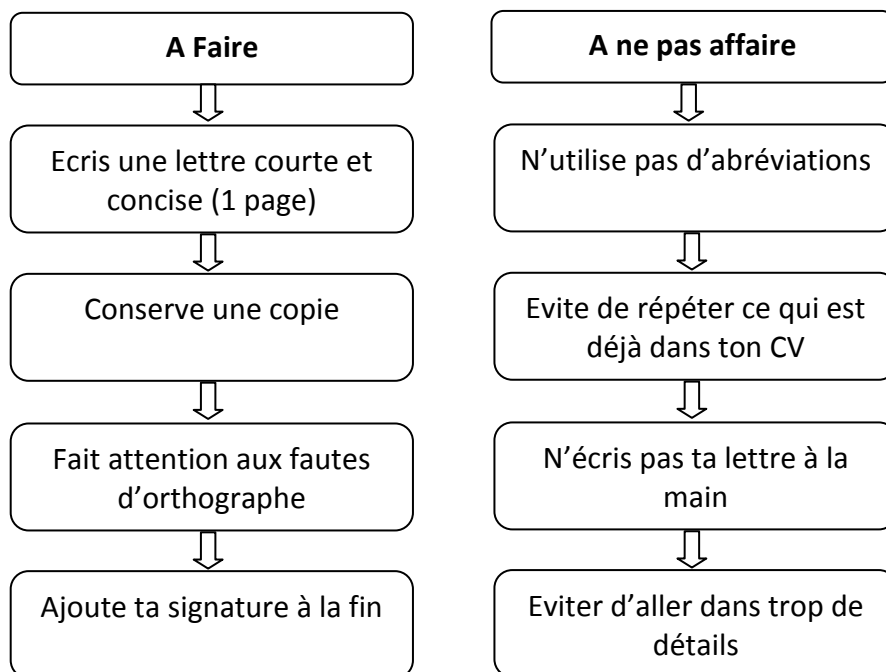 A Faire
Ecris une lettre courte et
concise (1 page)
Conserve une copie
Fait attention aux fautes
d’orthographe
Ajoute ta signature à la fin
A ne pas affaire
N’utilise pas d’abréviations
Evite de répéter ce qui est
déjà dans ton CV
N’écris pas ta lettre à la
main
Eviter d’aller dans trop de
détails